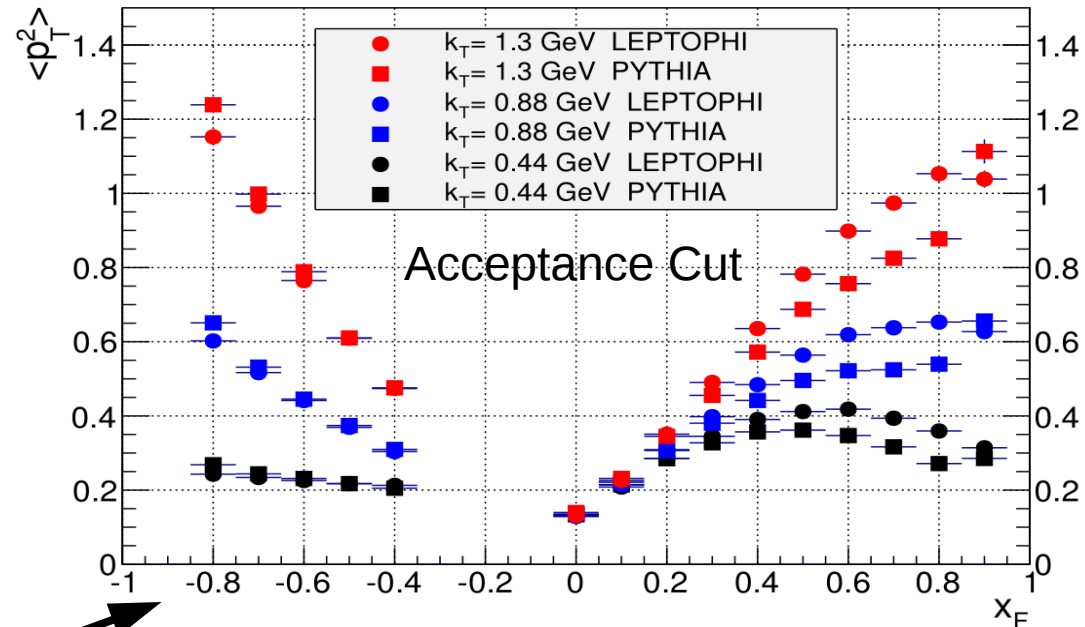 <p²T>
k_T= 1.3 GeV LEPTOPHI
k_T= 1.3 GeV PYTHIA
k_T= 0.88 GeV LEPTOPHI
k_T= 0.88 GeV PYTHIA
k_T= 0.44 GeV LEPTOPHI
k_T= 0.44 GeV PYTHIA
Acceptance Cut
1.4 1.4
1.2 1.2
1 1
0.8 0.8
0.6 0.6
0.4 0.4
0.2 0.2
0 0
-1 -0.8 -0.6 -0.4 -0.2 0 0.2 0.4 0.6 0.8 1
x_F